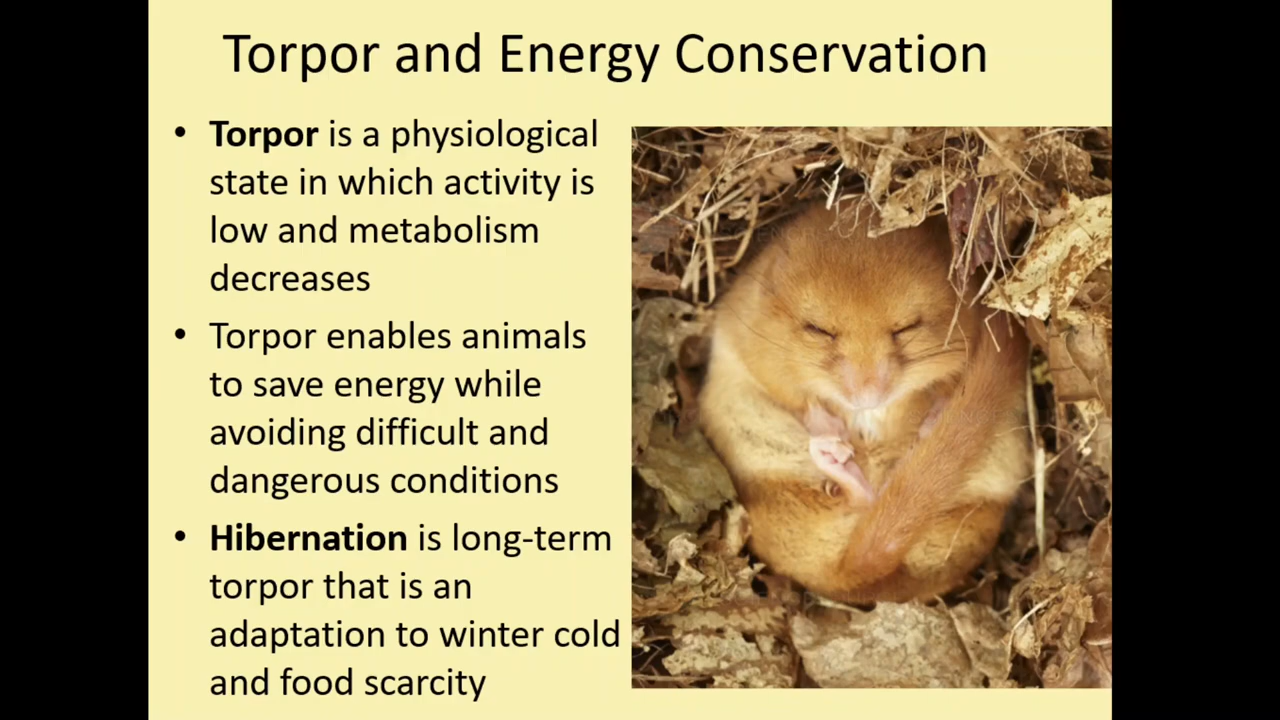 Torpor and Energy Conservation
• Torpor is a physiological
state in which activity is
low and metabolism
decreases
• Torpor enables animals
to save energy while
avoiding difficult and
dangerous conditions
• Hibernation is long-term
torpor that is an
adaptation to winter cold
and food scarcity